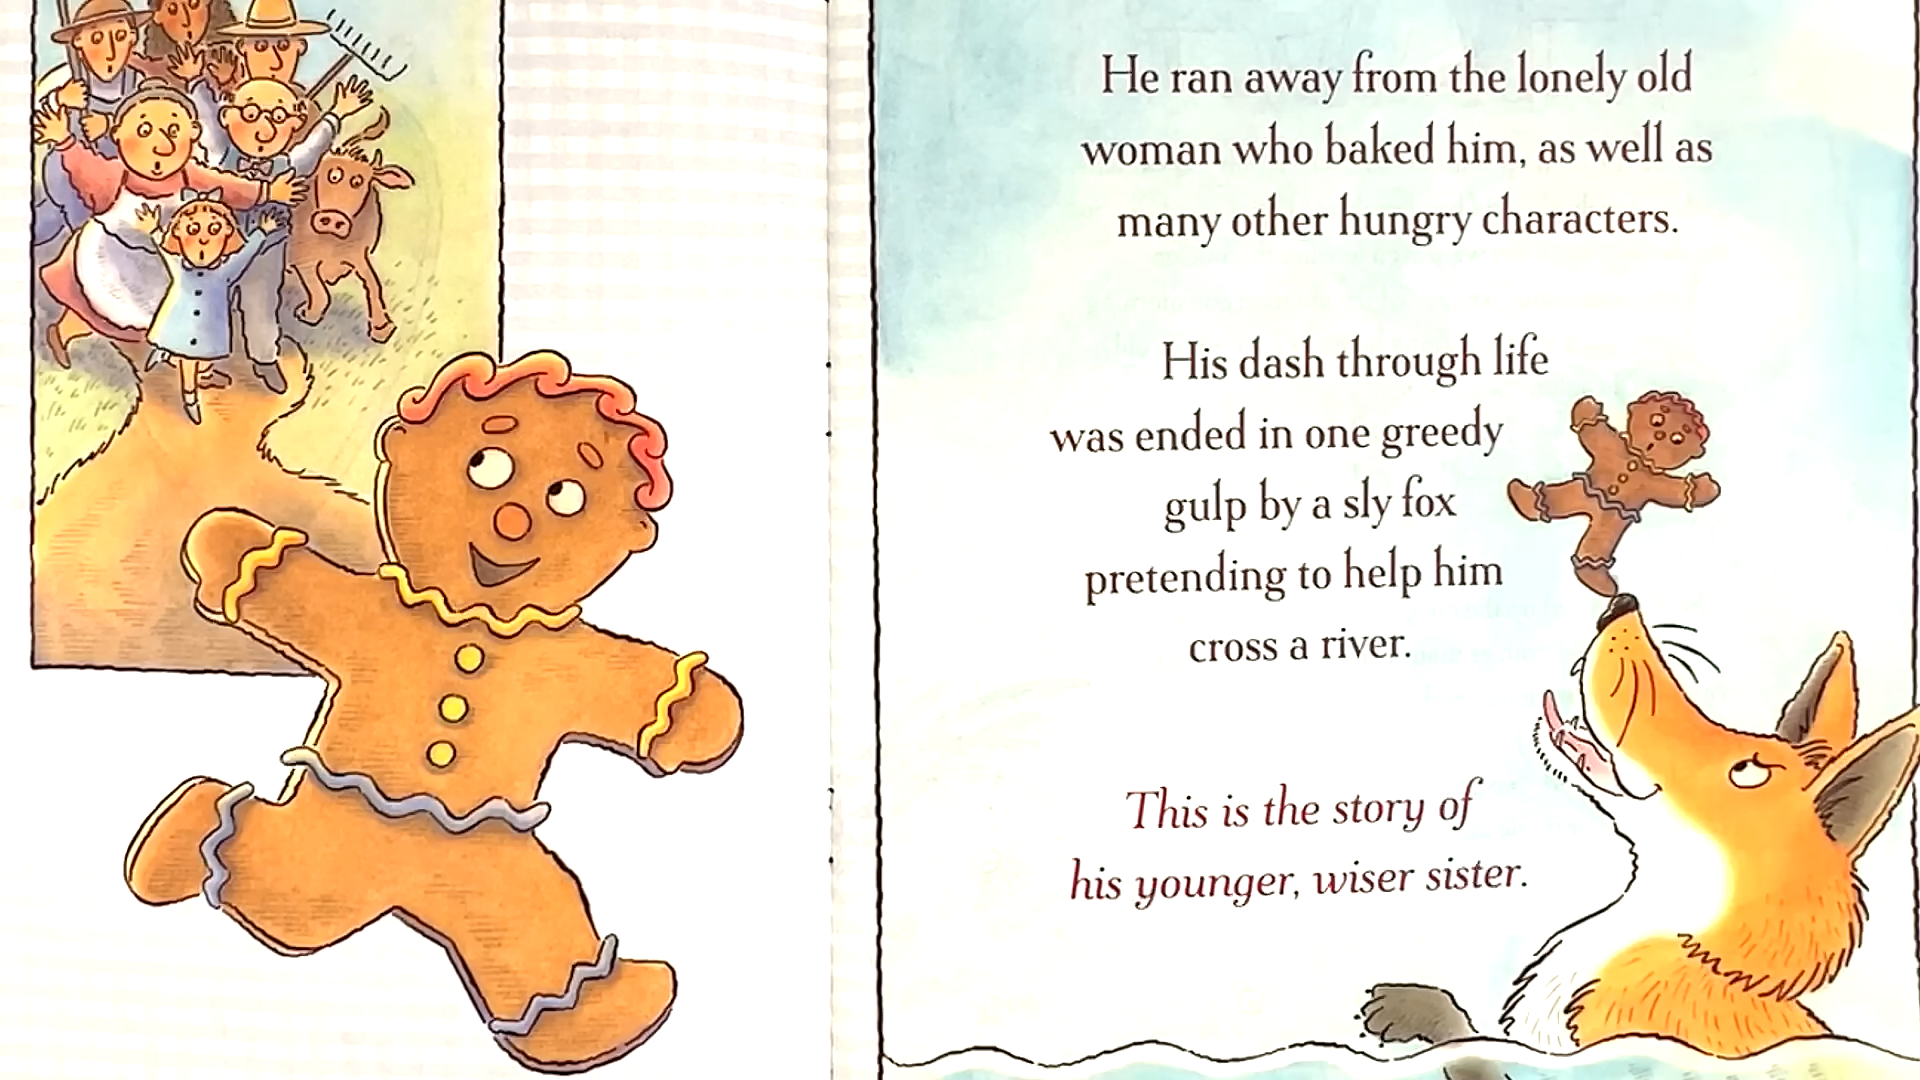 He ran away from the lonely old
woman who baked him, as well as
many other hungry characters.
His dash through life
was ended in one greedy
gulp by a sly fox
pretending to help him
cross a river.
This is the story of
his younger, wiser sister.